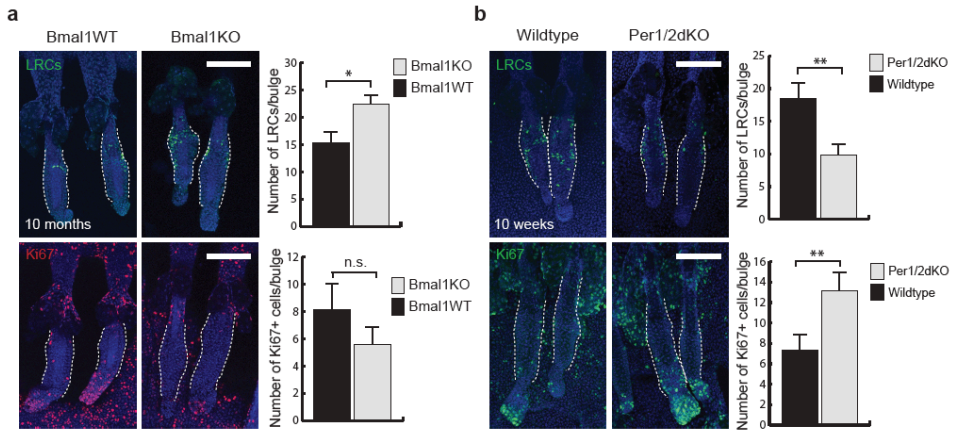 a
Bmal1WT
Bmal1KO
LRCs
10 months
Number of LRCs/bulge
30
25
20
15
10
5
0
*
Bmal1KO
Bmal1WT
Ki67
Number of Ki67+ cells/bulge
12
10
8
6
4
2
0
n.s.
Bmal1KO
Bmal1WT
b
Wildtype
Per1/2dKO
LRCs
10 weeks
Number of LRCs/bulge
25
20
15
10
5
0
**
Per1/2dKO
Wildtype
Ki67
Number of Ki67+ cells/bulge
16
14
12
10
8
6
4
2
0
**
Per1/2dKO
Wildtype